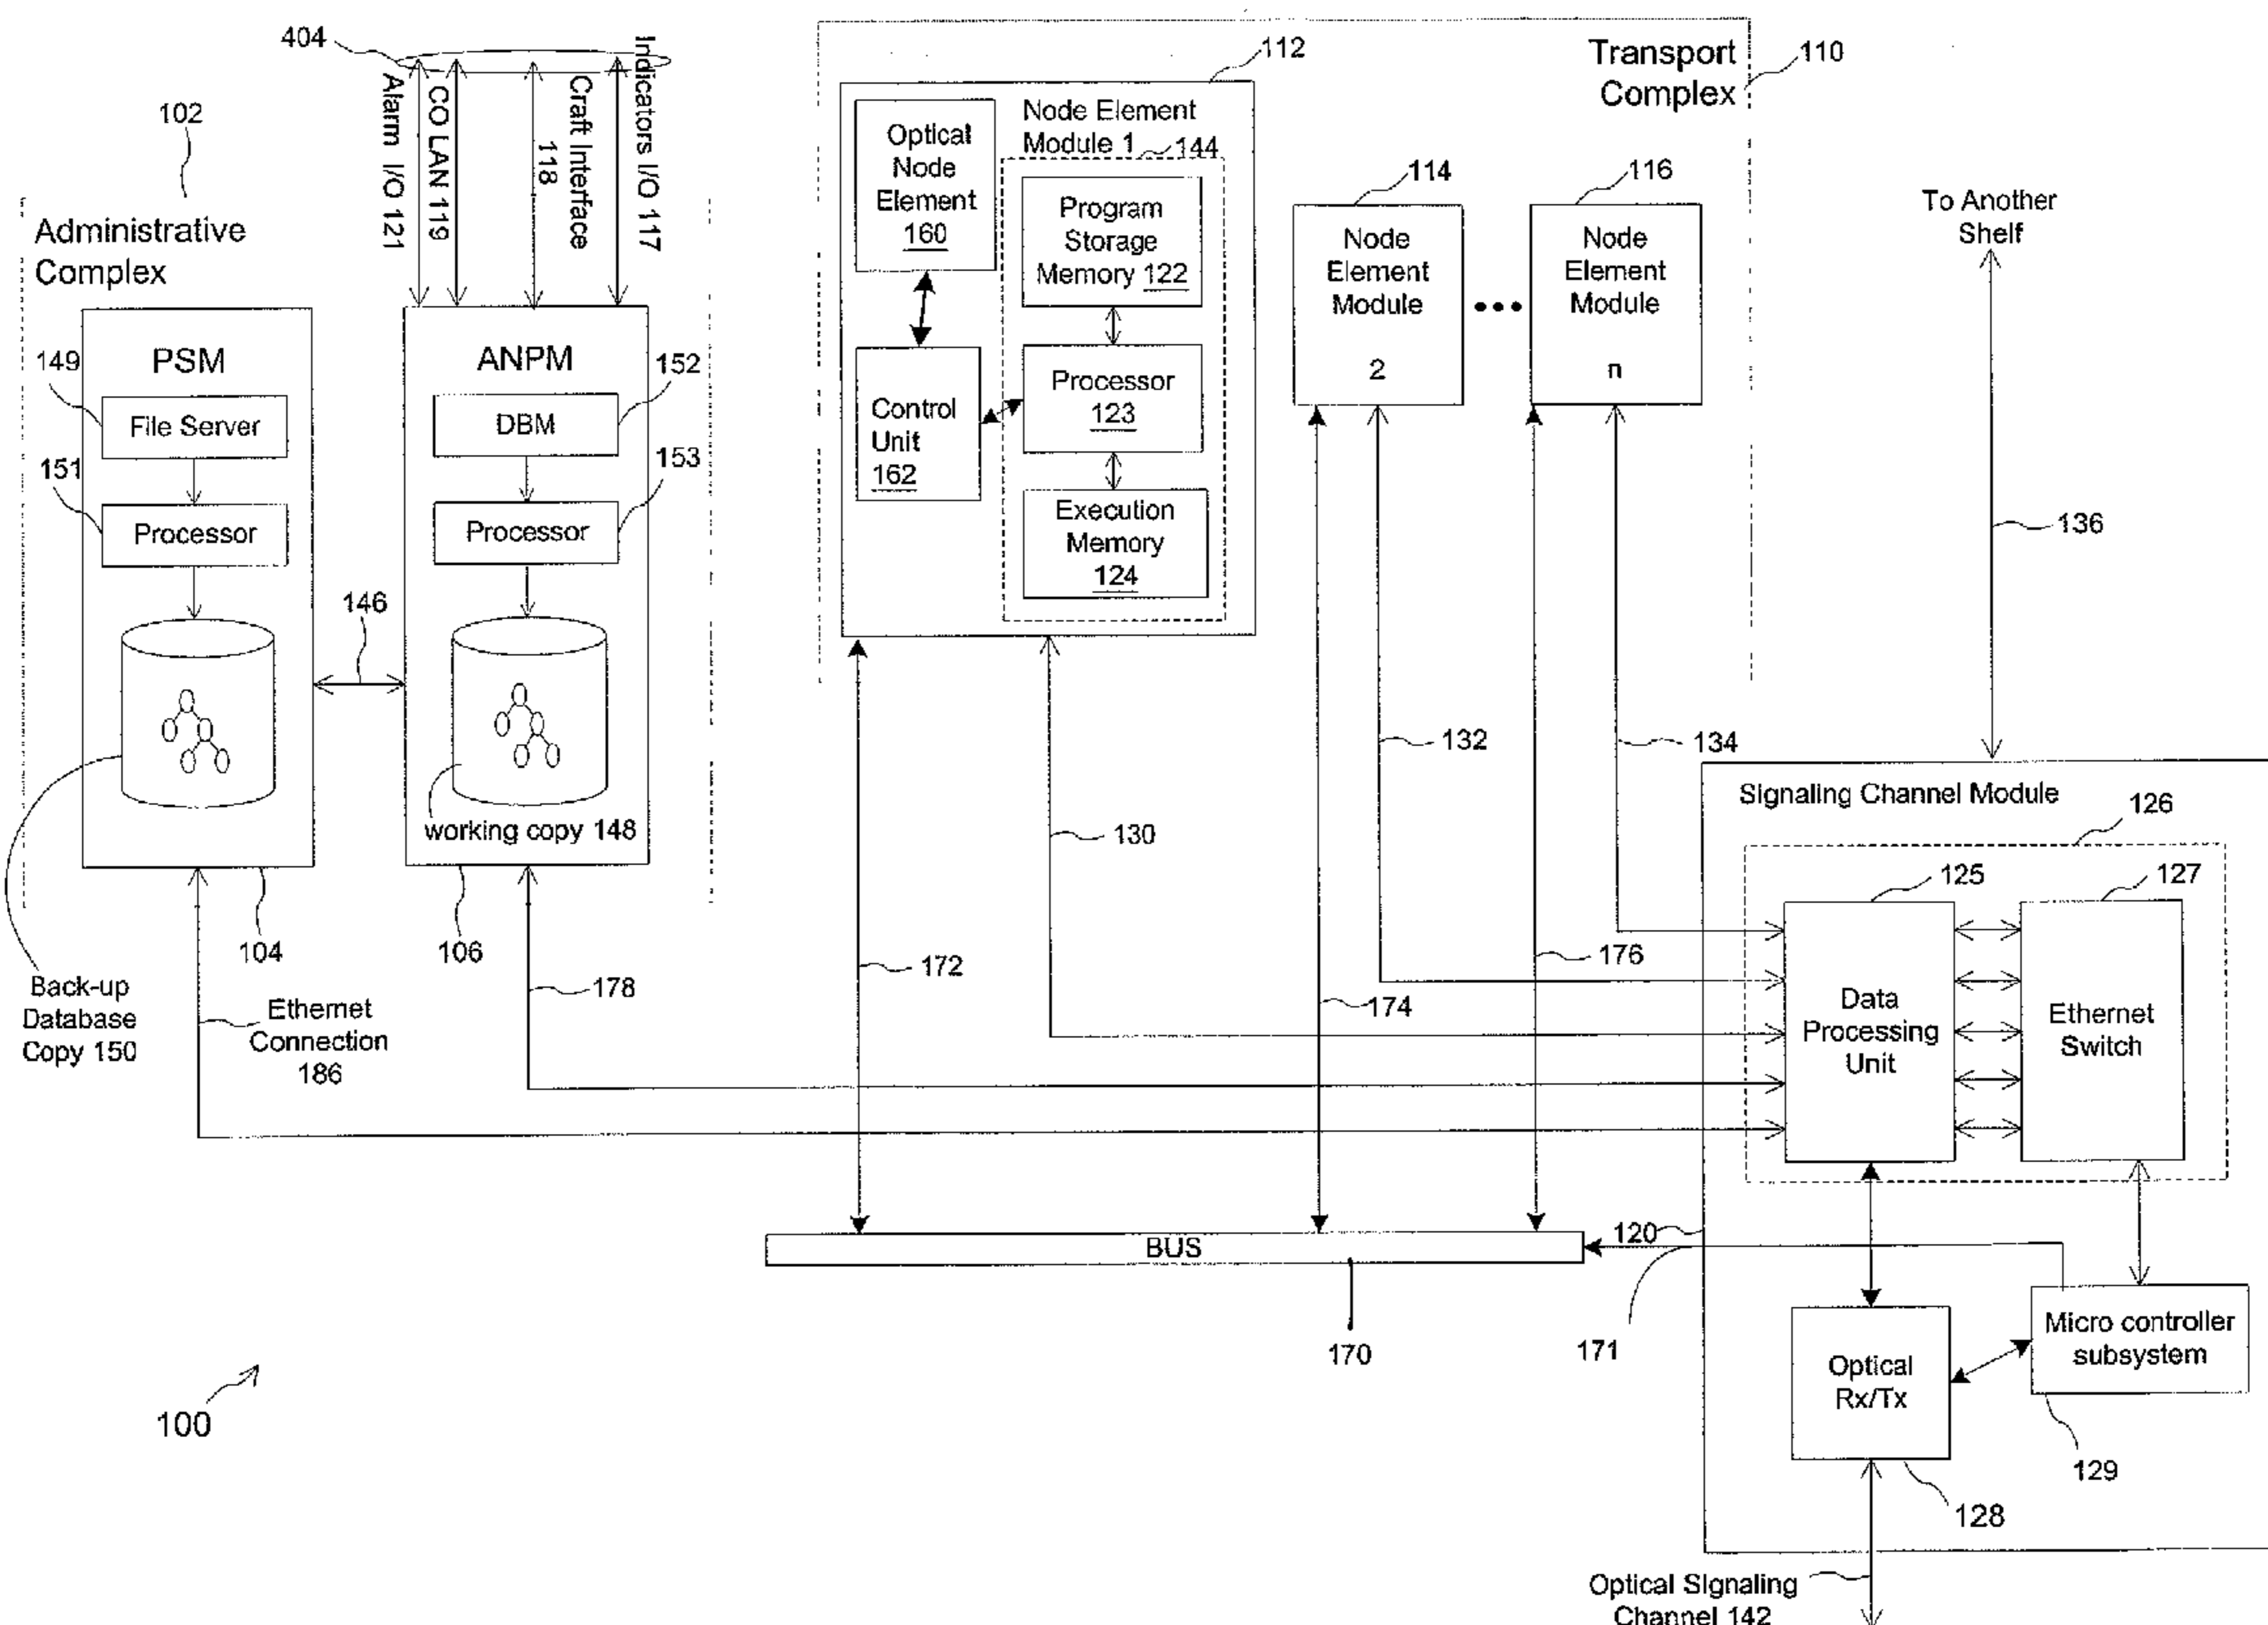 404
Alarm I/O 121
CO LAN 119
Craft Interface
118
Indicators I/O 117
102
Administrative
Complex
149
PSM
File Server
151
Processor
ANPM
152
DBM
153
Processor
146
working copy 148
104
106
Back-up
Database
Copy 150
Ethernet
Connection
186
178
112
Transport
Complex
110
Optical
Node
Element
160
Node Element
Module 1
144
Program
Storage
Memory 122
Control
Unit
162
Processor
123
Execution
Memory
124
114
Node
Element
Module
2
116
Node
Element
Module
n
To Another
Shelf
136
132
134
130
172
174
176
Signaling Channel Module
126
125
127
Data
Processing
Unit
Ethernet
Switch
BUS
120
170
171
Micro controller
subsystem
Optical
Rx/Tx
129
128
100
Optical SIgnaling
Channel 142